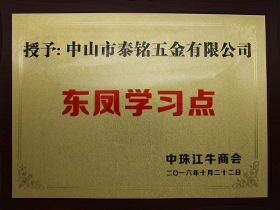 授予:中山市泰铭五金有限公司
东凤学习点
中珠江牛商会
二〇一六年十月二十二日